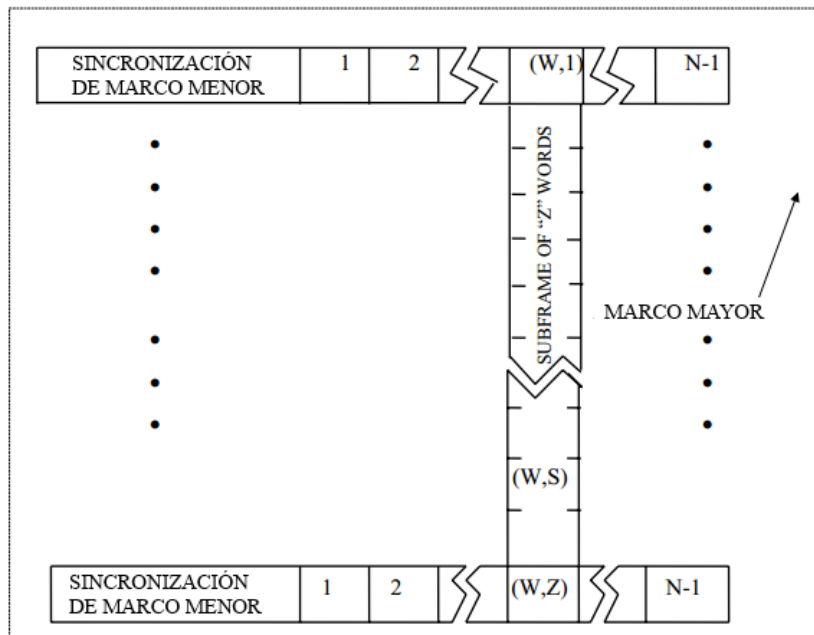 SINCRONIZACIÓN
DE MARCO MENOR
1
2
(W,1)
N-1
SUBFRAME OF “Z” WORDS
MARCO MAYOR
(W,S)
SINCRONIZACIÓN
DE MARCO MENOR
1
2
(W,Z)
N-1